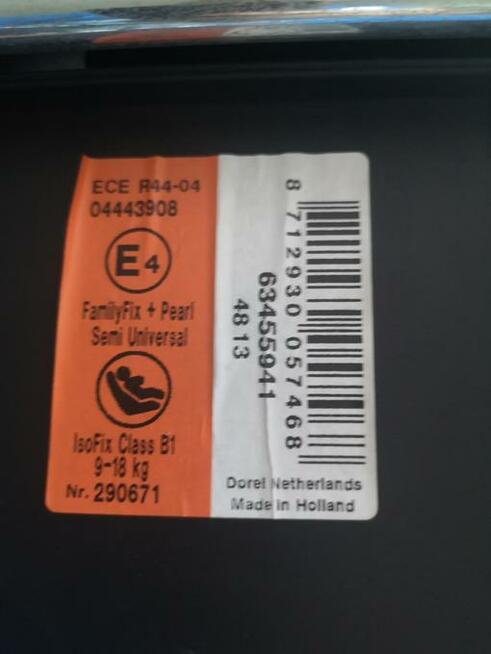 ECE R44-04
04443908
E4
FamilyFix + Pearl
Semi Universal
IsoFix Class B1
9-18 kg
Nr. 290671
8 712930 057468
63455941
48 13
Dorel Netherlands
Made in Holland